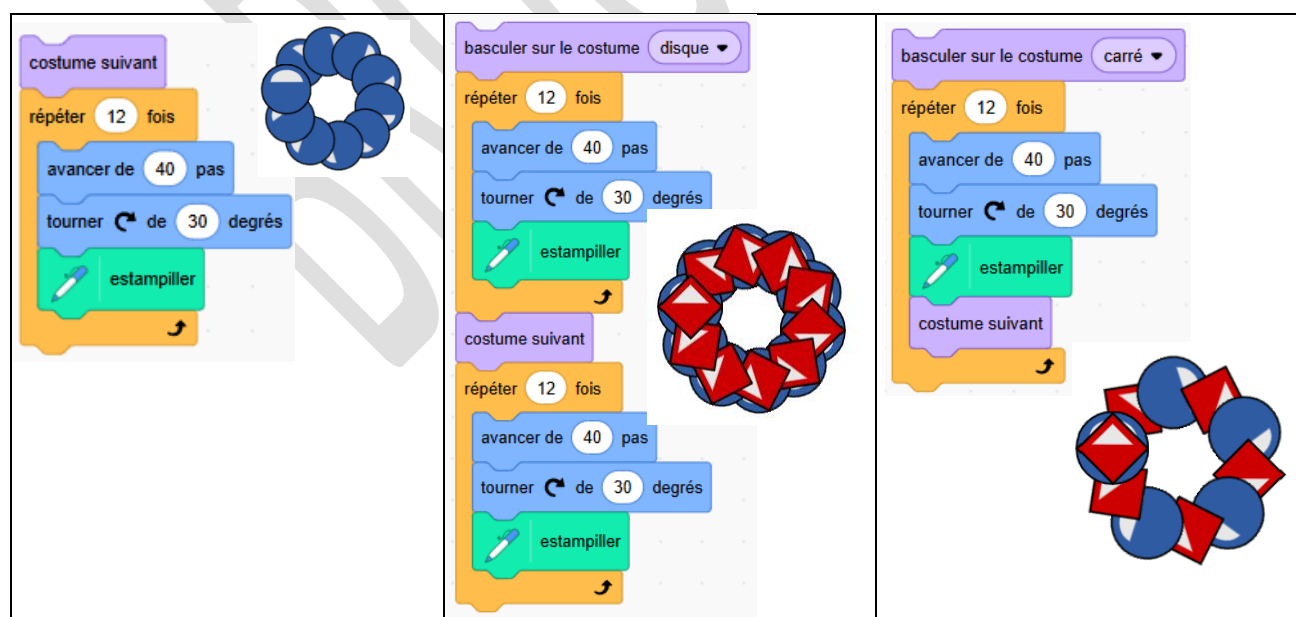 costume suivant
répéter 12 fois
avancer de 40 pas
tourner de 30 degrés
estampiller
basculer sur le costume disque
répéter 12 fois
avancer de 40 pas
tourner de 30 degrés
estampiller
costume suivant
répéter 12 fois
avancer de 40 pas
tourner de 30 degrés
estampiller
basculer sur le costume carré
répéter 12 fois
avancer de 40 pas
tourner de 30 degrés
estampiller
costume suivant